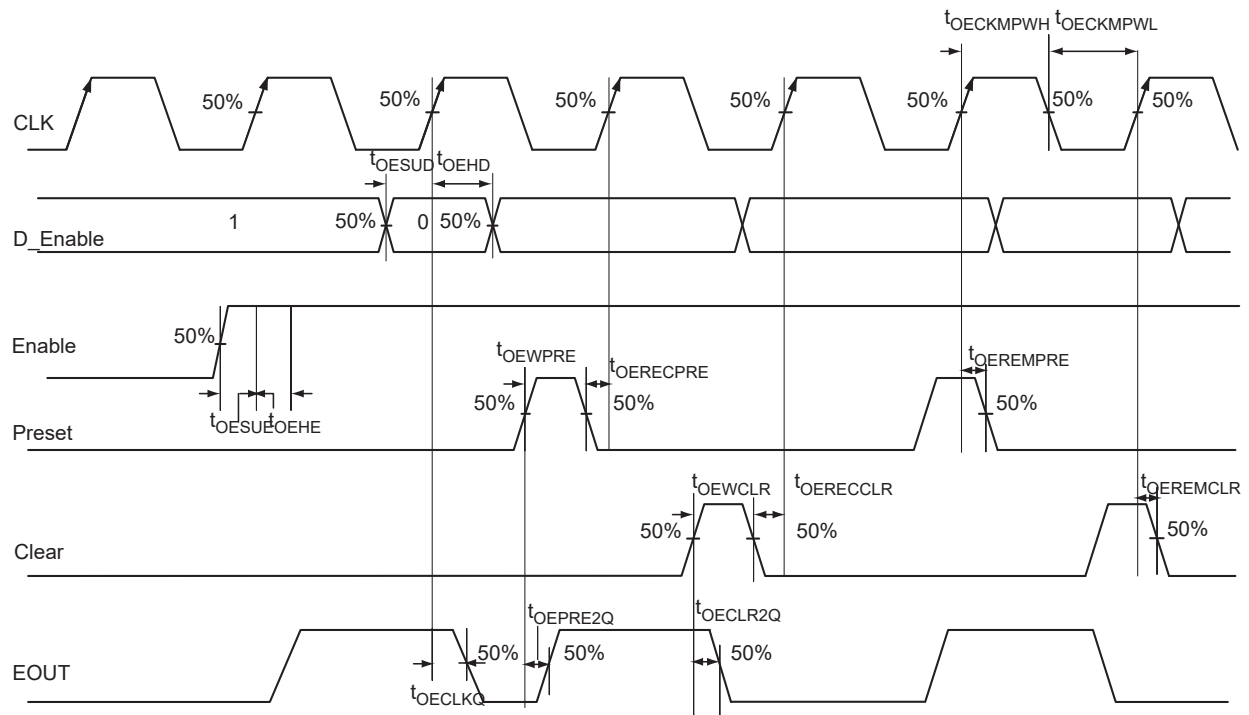 tOECKMPWH tOECKMPWL
CLK 50% 50% 50% 50% 50% 50% 50%
tOESUD tOEHD
D_Enable 1 50% 0 50%
Enable 50%
tOEWPRE tOERECPRE tOEREMPRE
tOESUE tOEHE
Preset 50% 50% 50%
tOEWCLR tOERECCLR tOEREMCLR
Clear 50% 50% 50%
tOEPRE2Q tOECLR2Q
EOUT 50% 50% 50%
tOECLKQ